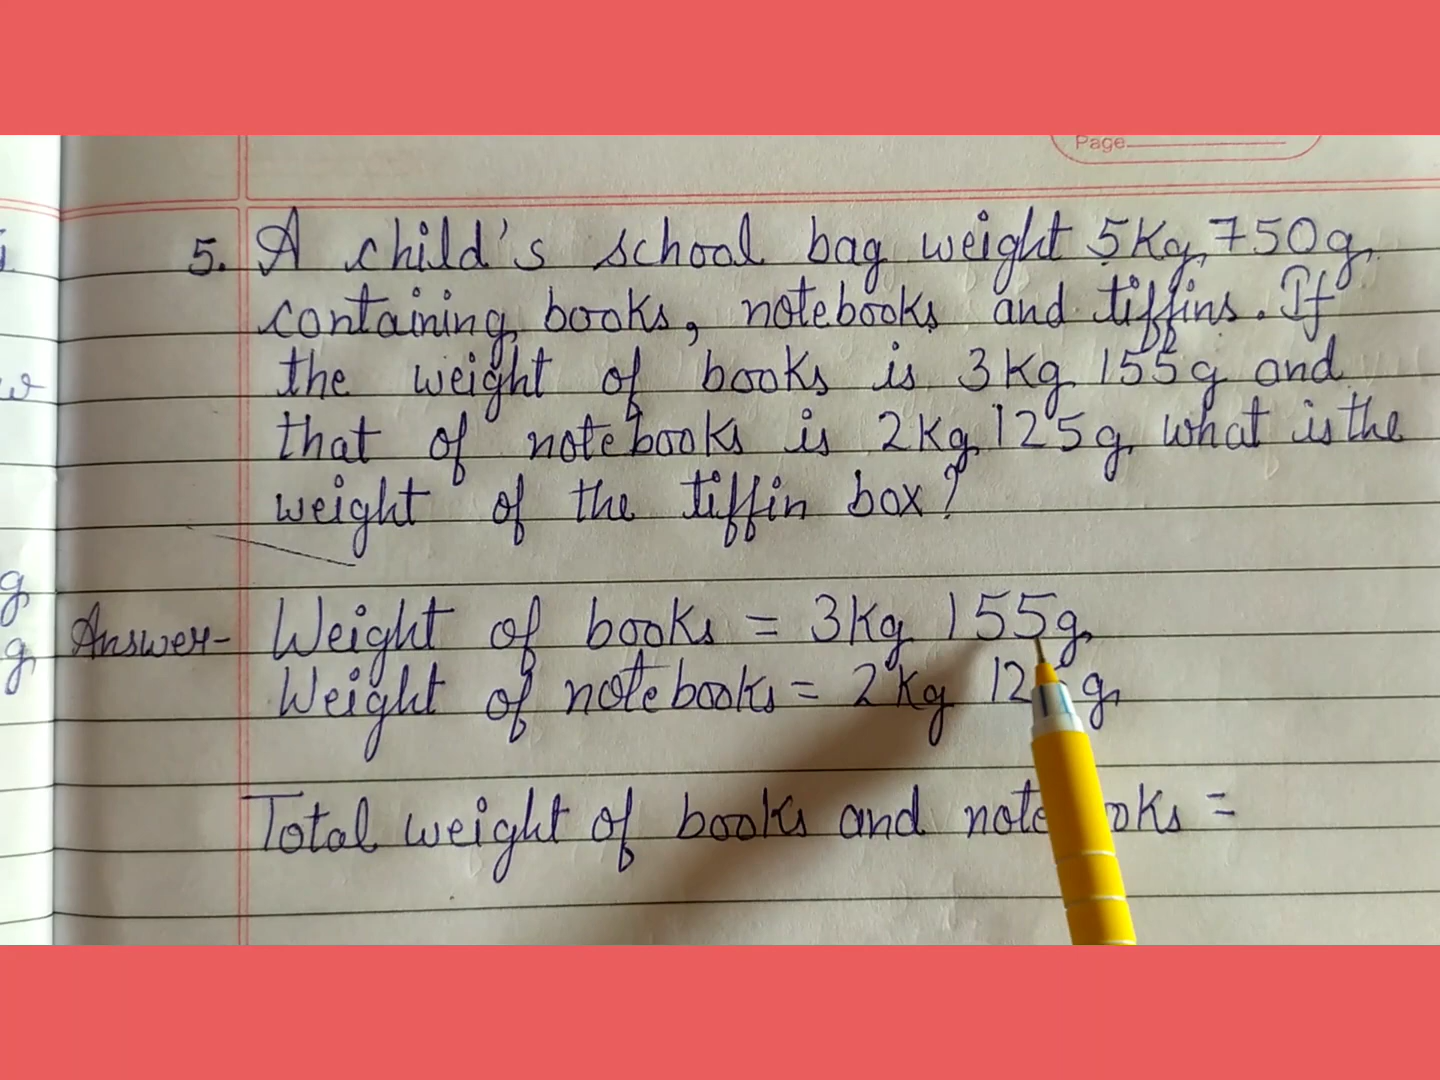 Page
5. A child's school bag weight 5Kg 750g
containing books, notebooks and tiffins. If
the weight of books is 3Kg 155g and
that of notebooks is 2Kg 125g what is the
weight of the tiffin box?
g
g
Answer- Weight of books = 3Kg 155g
Weight of notebooks = 2Kg 12 g
Total weight of books and notebooks =